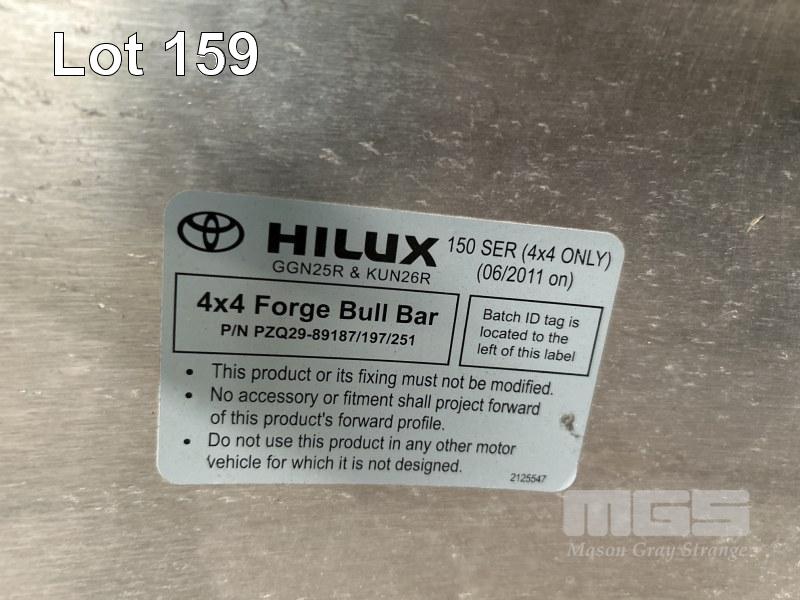 Lot 159
HILUX 150 SER (4x4 ONLY)
GGN25R & KUN26R (06/2011 on)
4x4 Forge Bull Bar
P/N PZQ29-89187/197/251
Batch ID tag is
located to the
left of this label
• This product or its fixing must not be modified.
• No accessory or fitment shall project forward
of this product's forward profile.
• Do not use this product in any other motor
vehicle for which it is not designed.
2125547
MGS
Mason Gray Strange